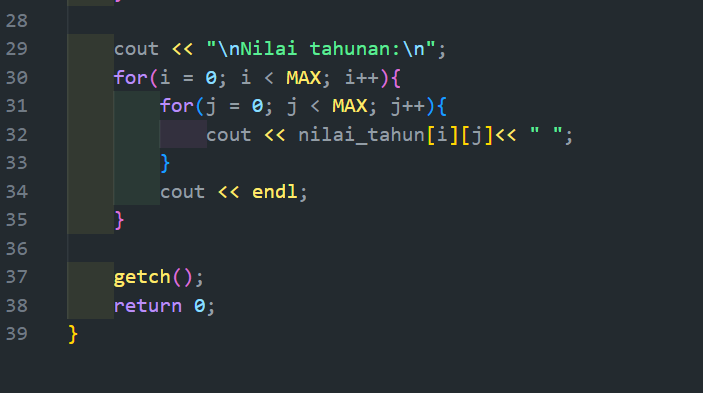 28
29 cout << "\nNilai tahunan:\n";
30 for(i = 0; i < MAX; i++){
31 for(j = 0; j < MAX; j++){
32 cout << nilai_tahun[i][j]<< " ";
33 }
34 cout << endl;
35 }
36
37 getch();
38 return 0;
39 }